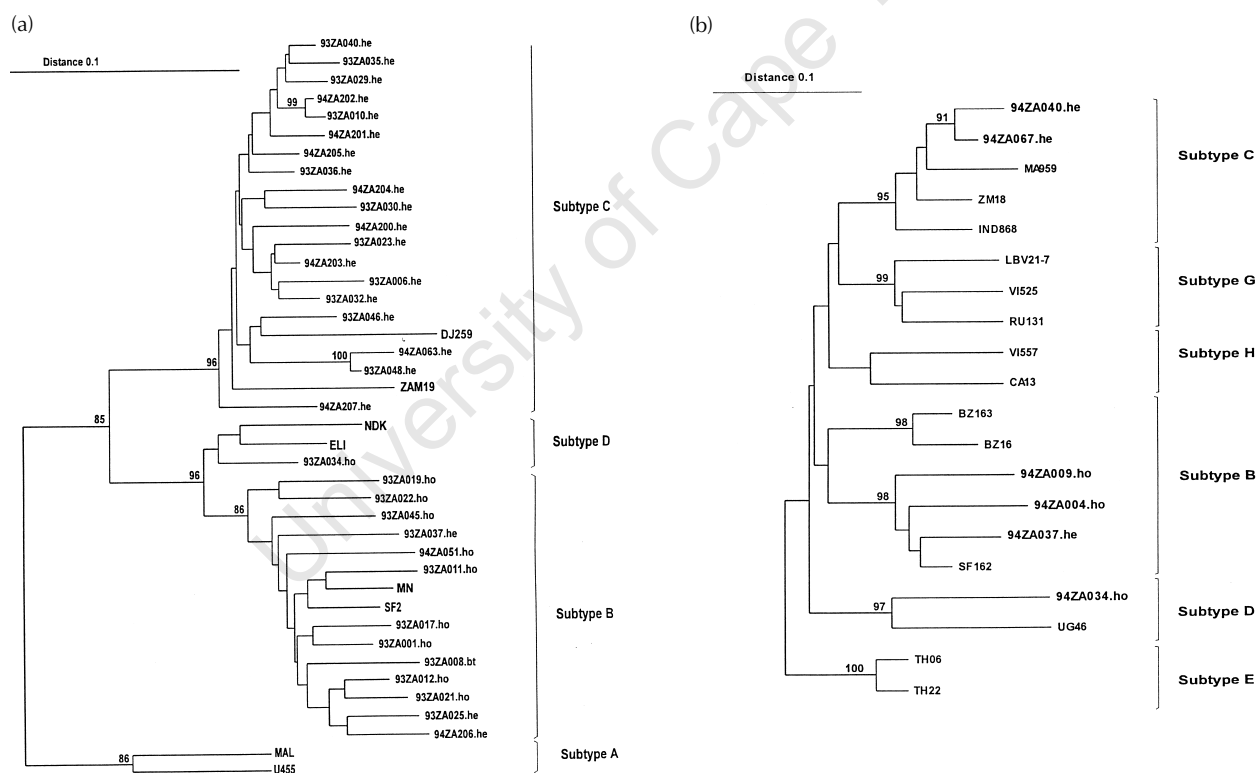 (a)
Distance 0.1
93ZA040.he
93ZA035.he
93ZA029.he
99
94ZA202.he
93ZA010.he
94ZA201.he
94ZA205.he
93ZA036.he
94ZA204.he
93ZA030.he
94ZA200.he
93ZA023.he
94ZA203.he
93ZA006.he
93ZA032.he
93ZA046.he
DJ259
100
94ZA063.he
93ZA048.he
96
ZAM19
94ZA207.he
Subtype C
85
NDK
ELI
93ZA034.ho
96
Subtype D
93ZA019.ho
93ZA022.ho
86
93ZA045.ho
93ZA037.he
94ZA051.ho
93ZA011.ho
MN
SF2
93ZA017.ho
93ZA001.ho
93ZA008.bt
93ZA012.ho
93ZA021.ho
93ZA025.he
94ZA206.he
Subtype B
86
MAL
U455
Subtype A
(b)
Distance 0.1
91
94ZA040.he
94ZA067.he
MA959
95
ZM18
IND868
Subtype C
LBV21-7
99
VI525
RU131
Subtype G
VI557
CA13
Subtype H
BZ163
98
BZ16
94ZA009.ho
98
94ZA004.ho
94ZA037.he
SF162
Subtype B
94ZA034.ho
97
UG46
Subtype D
TH06
100
TH22
Subtype E
University of Cape